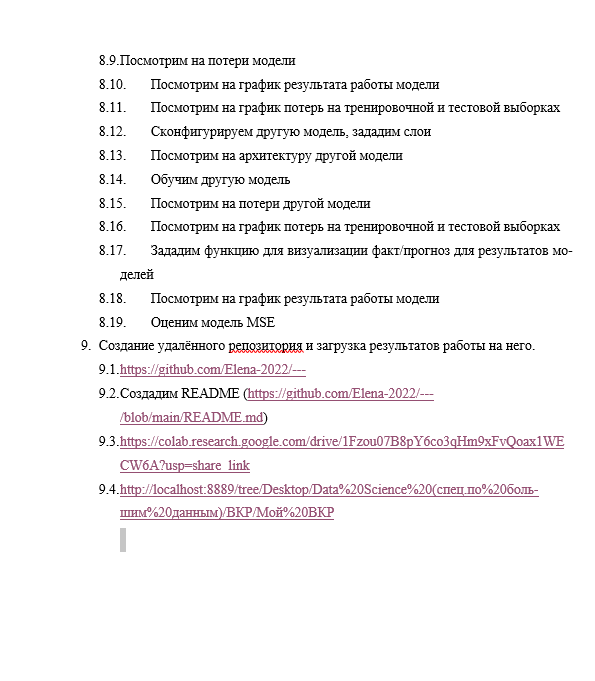 8.9.Посмотрим на потери модели
8.10. Посмотрим на график результата работы модели
8.11. Посмотрим на график потерь на тренировочной и тестовой выборках
8.12. Сконфигурируем другую модель, зададим слои
8.13. Посмотрим на архитектуру другой модели
8.14. Обучим другую модель
8.15. Посмотрим на потери другой модели
8.16. Посмотрим на график потерь на тренировочной и тестовой выборках
8.17. Зададим функцию для визуализации факт/прогноз для результатов мо-
делей
8.18. Посмотрим на график результата работы модели
8.19. Оценим модель MSE
9. Создание удалённого репозитория и загрузка результатов работы на него.
9.1.https://github.com/Elena-2022/---
9.2.Создадим README (https://github.com/Elena-2022/---
/blob/main/README.md)
9.3.https://colab.research.google.com/drive/1Fzou07B8pY6co3qHm9xFvQoax1WE
CW6A?usp=share_link
9.4.http://localhost:8889/tree/Desktop/Data%20Science%20(спец.по%20боль-
шим%20данным)/ВКР/Мой%20ВКР